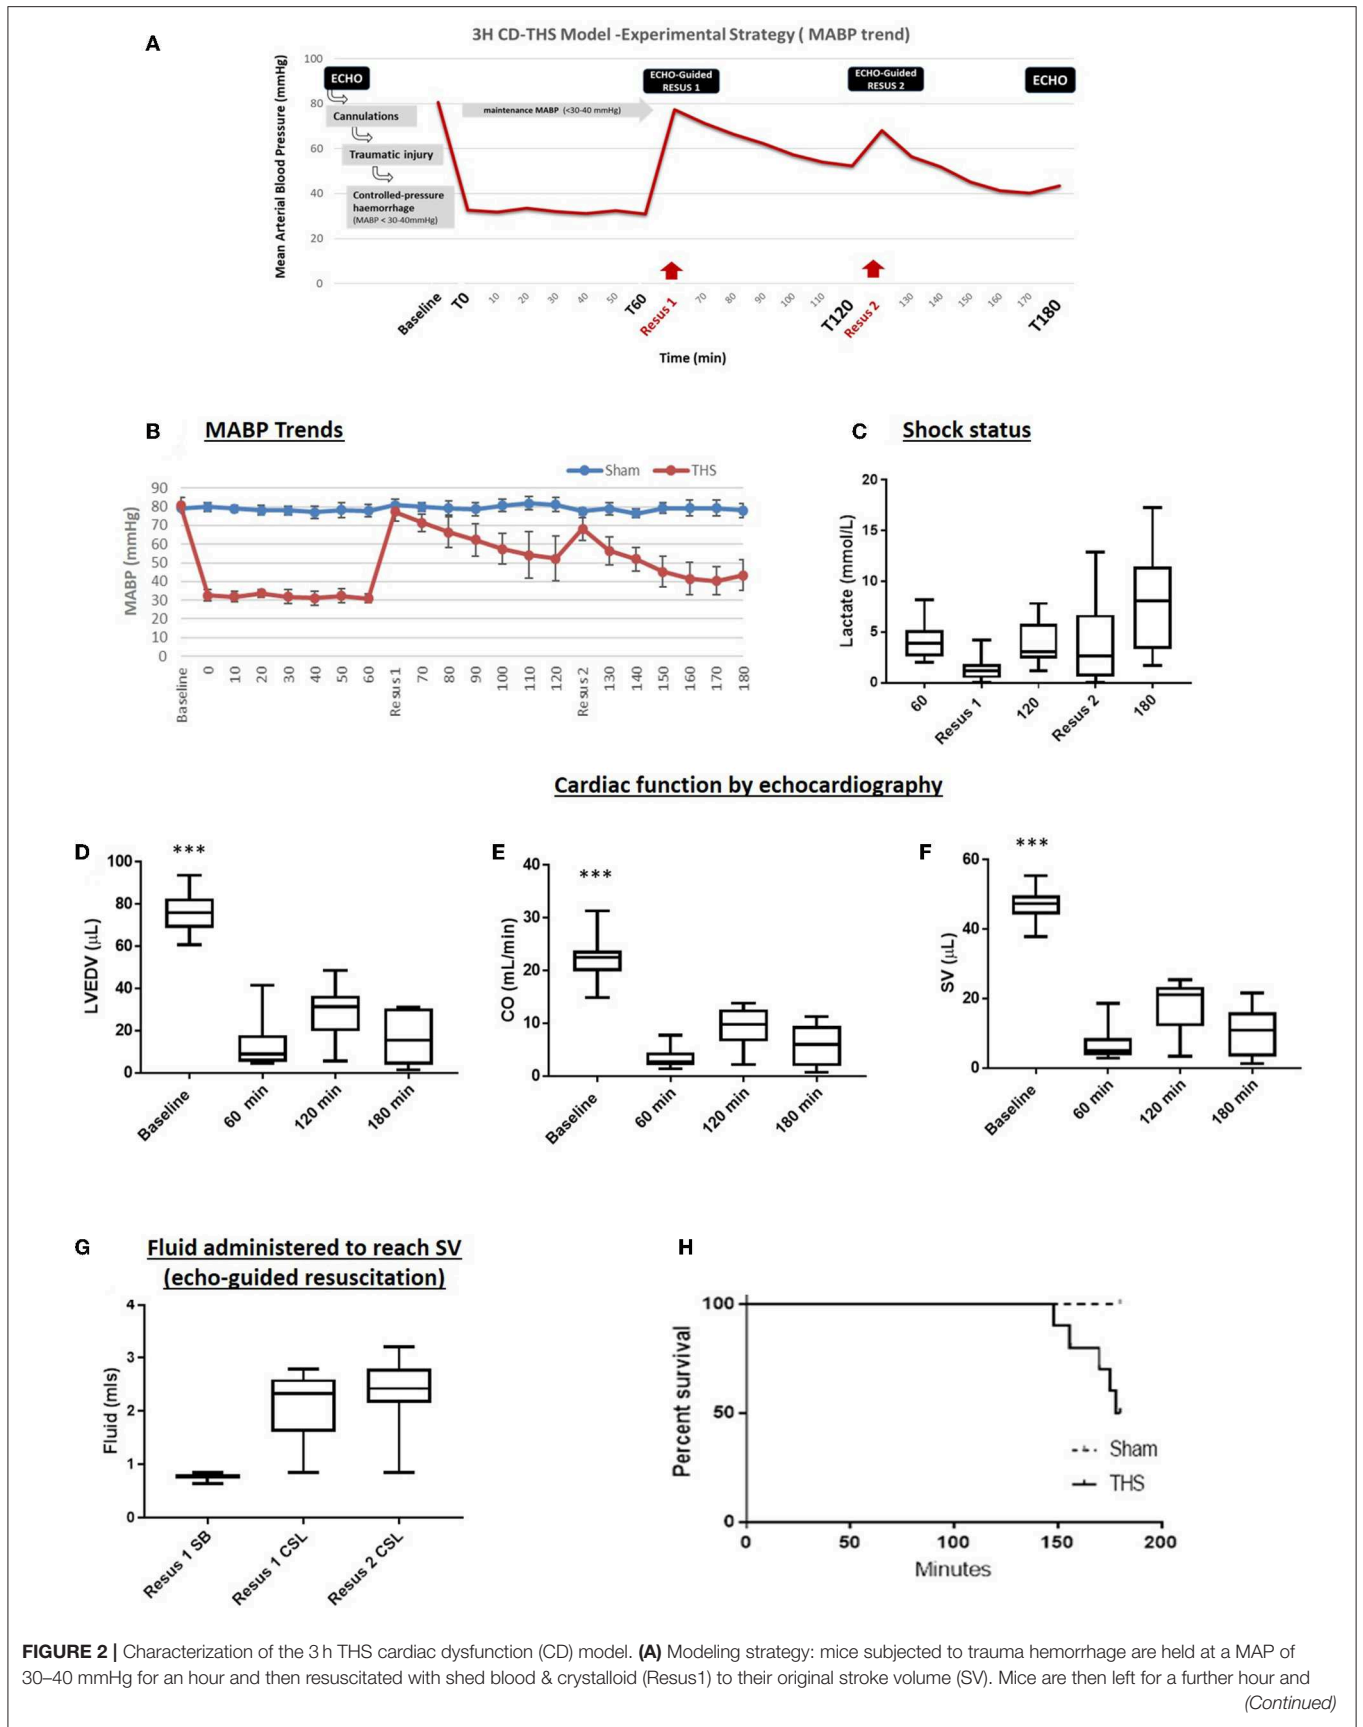 A
3H CD-THS Model -Experimental Strategy ( MABP trend)
Mean Arterial Blood Pressure (mmHg)
100
80
60
40
20
0
ECHO
Cannulations
Traumatic injury
Controlled-pressure
haemorrhage
(MABP < 30-40mmHg)
maintenance MABP (<30-40 mmHg)
ECHO-Guided
RESUS 1
ECHO-Guided
RESUS 2
ECHO
Baseline
T0
10
20
30
40
50
T60
Resus 1
70
80
90
100
110
T120
Resus 2
130
140
150
160
170
T180
Time (min)
B
MABP Trends
Sham
THS
MABP (mmHg)
90
80
70
60
50
40
30
20
10
0
Baseline
0
10
20
30
40
50
60
Resus 1
70
80
90
100
110
120
Resus 2
130
140
150
160
170
180
C
Shock status
Lactate (mmol/L)
20
15
10
5
0
60
Resus 1
120
Resus 2
180
Cardiac function by echocardiography
D
***
LVEDV (µL)
100
80
60
40
20
0
Baseline
60 min
120 min
180 min
E
***
CO (mL/min)
40
30
20
10
0
Baseline
60 min
120 min
180 min
F
***
SV (µL)
60
40
20
0
Baseline
60 min
120 min
180 min
G
Fluid administered to reach SV
(echo-guided resuscitation)
Fluid (mls)
4
3
2
1
0
Resus 1 SB
Resus 1 CSL
Resus 2 CSL
H
Percent survival
100
50
0
Sham
THS
0
50
100
150
200
Minutes
FIGURE 2 | Characterization of the 3 h THS cardiac dysfunction (CD) model. (A) Modeling strategy: mice subjected to trauma hemorrhage are held at a MAP of
30–40 mmHg for an hour and then resuscitated with shed blood & crystalloid (Resus1) to their original stroke volume (SV). Mice are then left for a further hour and
(Continued)